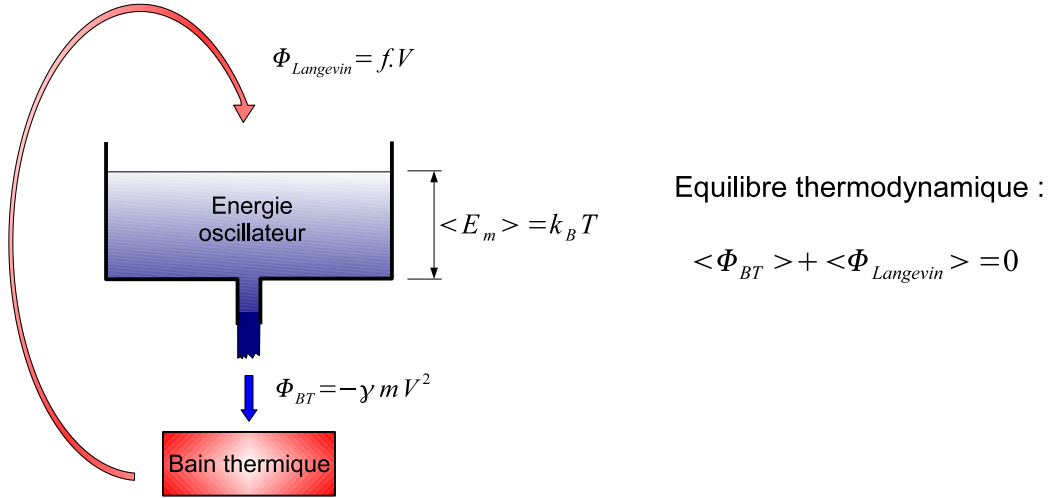 Φ_Langevin = f.V
Energie
oscillateur
<E_m> = k_B T
Equilibre thermodynamique :
<Φ_BT> + <Φ_Langevin> = 0
Φ_BT = −γ m V²
Bain thermique